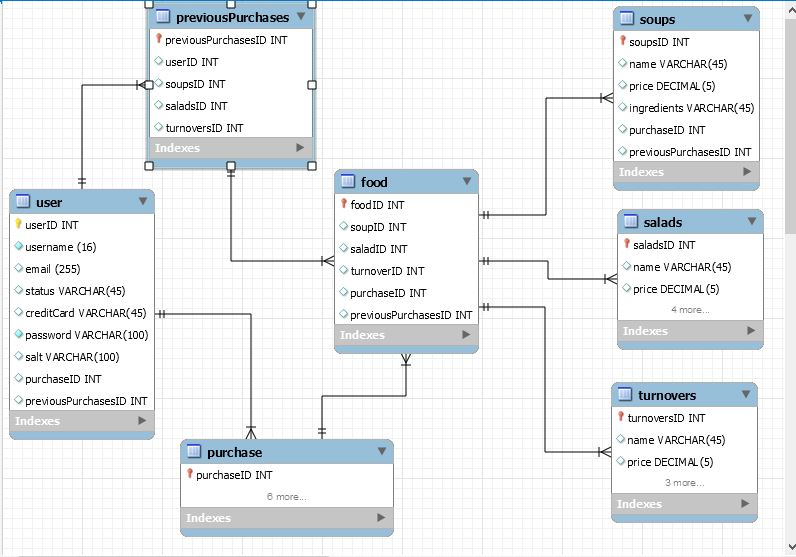 previousPurchases
previousPurchasesID INT
userID INT
soupsID INT
saladsID INT
turnoversID INT
Indexes
user
userID INT
username (16)
email (255)
status VARCHAR(45)
creditCard VARCHAR(45)
password VARCHAR(100)
salt VARCHAR(100)
purchaseID INT
previousPurchasesID INT
Indexes
food
foodID INT
soupID INT
saladID INT
turnoverID INT
purchaseID INT
previousPurchasesID INT
Indexes
purchase
purchaseID INT
6 more...
Indexes
soups
soupsID INT
name VARCHAR(45)
price DECIMAL(5)
ingredients VARCHAR(45)
purchaseID INT
previousPurchasesID INT
Indexes
salads
saladsID INT
name VARCHAR(45)
price DECIMAL(5)
4 more...
Indexes
turnovers
turnoversID INT
name VARCHAR(45)
price DECIMAL(5)
3 more...
Indexes